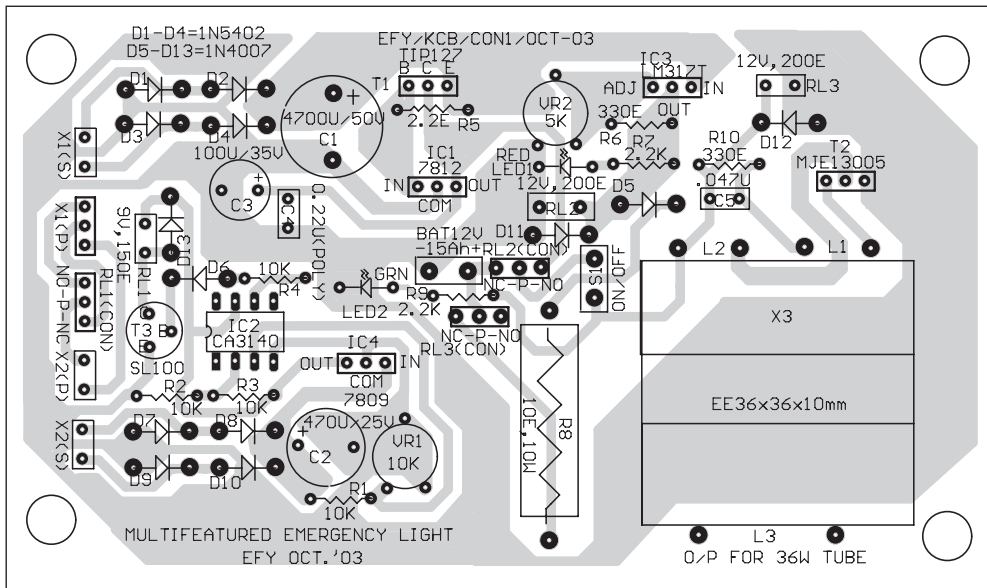 D1-D4=1N5402
D5-D13=1N4007
EFY/KCB/CON1/OCT-03
TIP127
B C E
T1
2.2E
R5
D1
D2
D3
D4
4700U/50V
+
C1
100U/35V
+
C3
X1(S)
IC1
7812
IN
OUT
COM
VR2
5K
IC3
LM317T
ADJ
IN
OUT
330E
R6
R7
2.2K
12V,200E
RL3
D12
R10
330E
.047U
C5
T2
MJE13005
RED
LED1
12V,200E
RL2
D5
D11
X1(P)
9V,150E
RL1
D13
C4
0.22U(POLY)
D6
10K
R4
GRN
LED2
BAT12V
-15Ah+
RL2(CON)
NC-P-NO
R9
2.2K
NC-P-NO
RL3(CON)
S1
ON/OFF
L2
L1
NO-P-NC
RL1(CON)
T3
B
E
SL100
IC2
CA3140
IC4
OUT
IN
COM
7809
X3
EE36x36x10mm
X2(P)
R2
10K
R3
10K
X2(S)
D7
D8
D9
D10
470U/25V
+
C2
VR1
10K
R1
10K
10E,10W
R8
L3
O/P FOR 36W TUBE
MULTIFEATURED EMERGENCY LIGHT
EFY OCT.'03